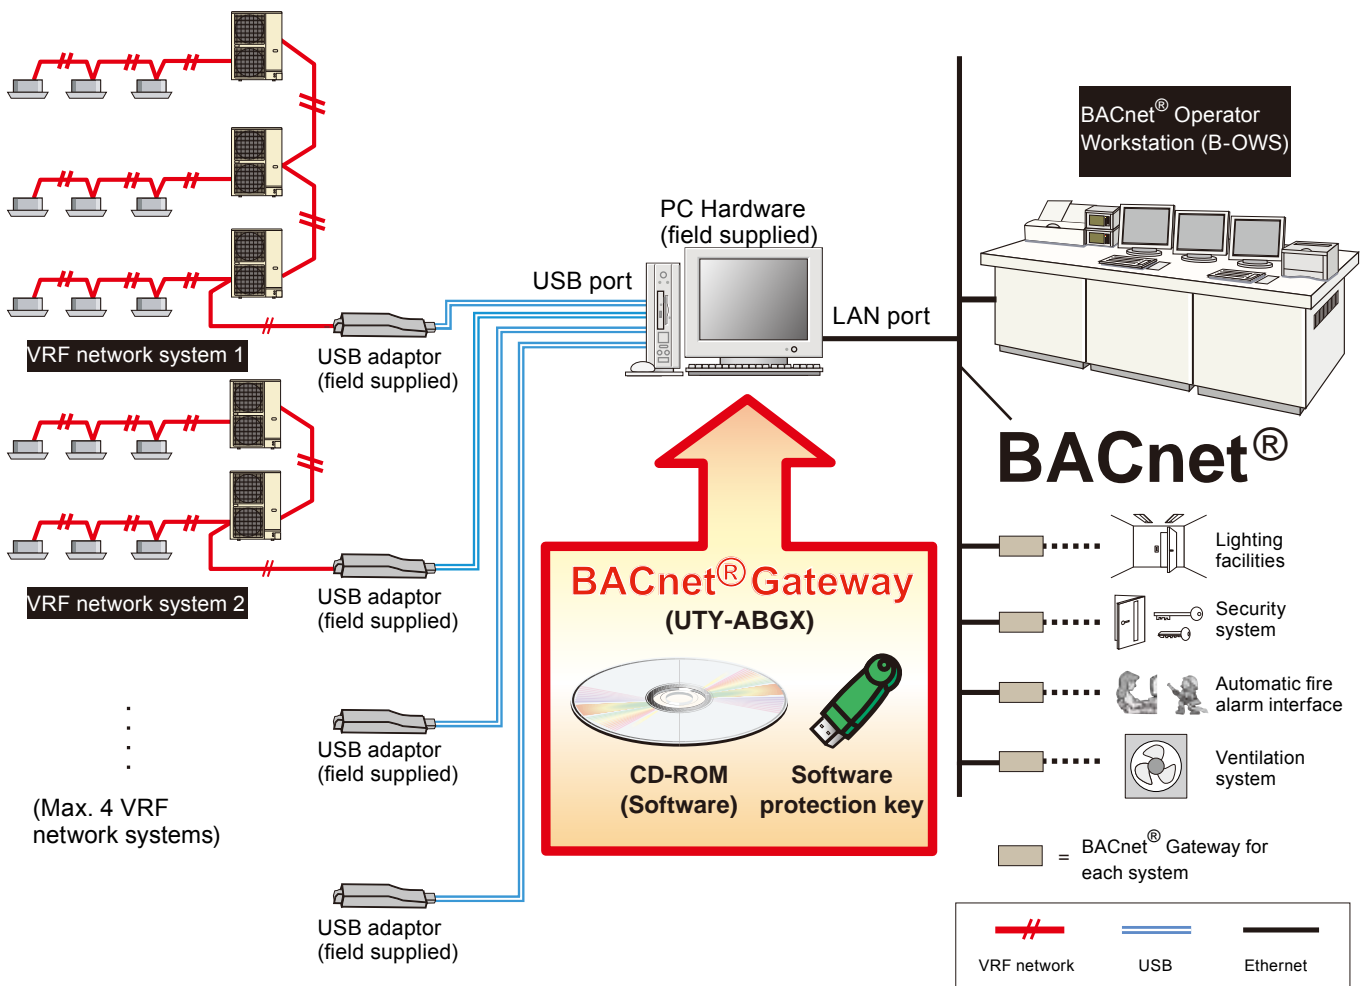 BACnet® Operator
Workstation (B-OWS)
PC Hardware
(field supplied)
USB port
LAN port
VRF network system 1
USB adaptor
(field supplied)
BACnet®
BACnet® Gateway
(UTY-ABGX)
CD-ROM
(Software)
Software
protection key
VRF network system 2
USB adaptor
(field supplied)
Lighting
facilities
Security
system
Automatic fire
alarm interface
Ventilation
system
USB adaptor
(field supplied)
(Max. 4 VRF
network systems)
= BACnet® Gateway for
each system
USB adaptor
(field supplied)
VRF network
USB
Ethernet